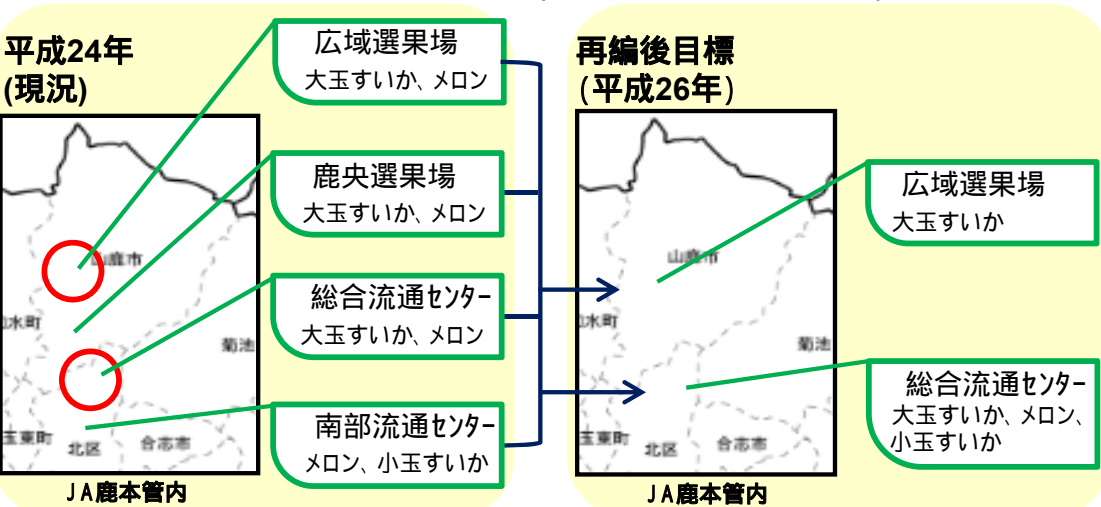 平成24年
(現況)
広域選果場
大玉すいか、メロン
鹿央選果場
大玉すいか、メロン
総合流通センター
大玉すいか、メロン
南部流通センター
メロン、小玉すいか
山鹿市
水町
菊池
玉東町
北区
合志市
JA鹿本管内
再編後目標
(平成26年)
広域選果場
大玉すいか
総合流通センター
大玉すいか、メロン、
小玉すいか
山鹿市
水町
菊池
玉東町
北区
合志市
JA鹿本管内